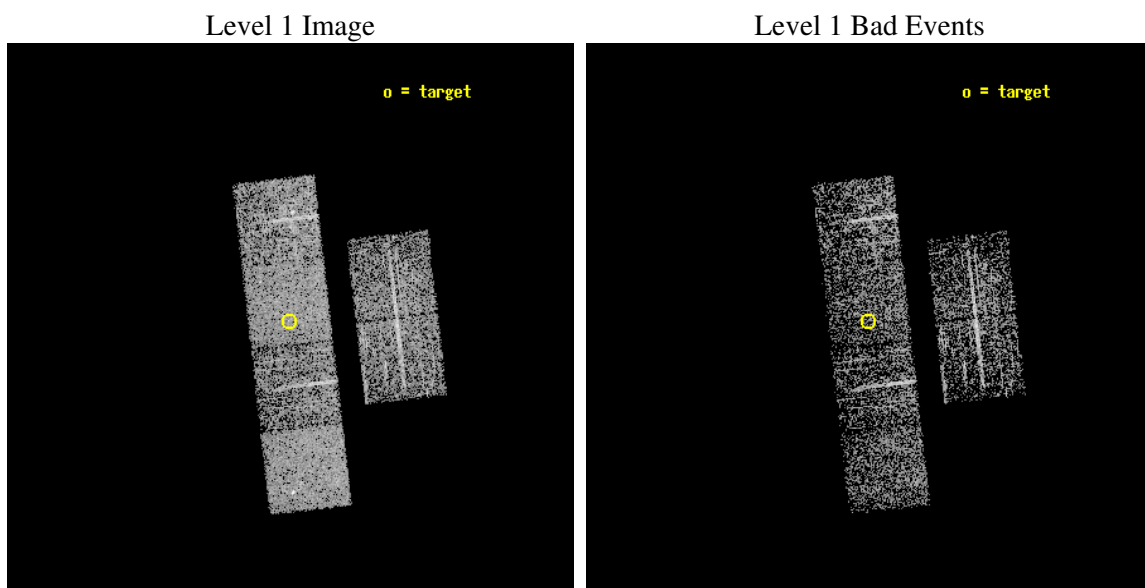 Level 1 Image
Level 1 Bad Events
o = target
o = target